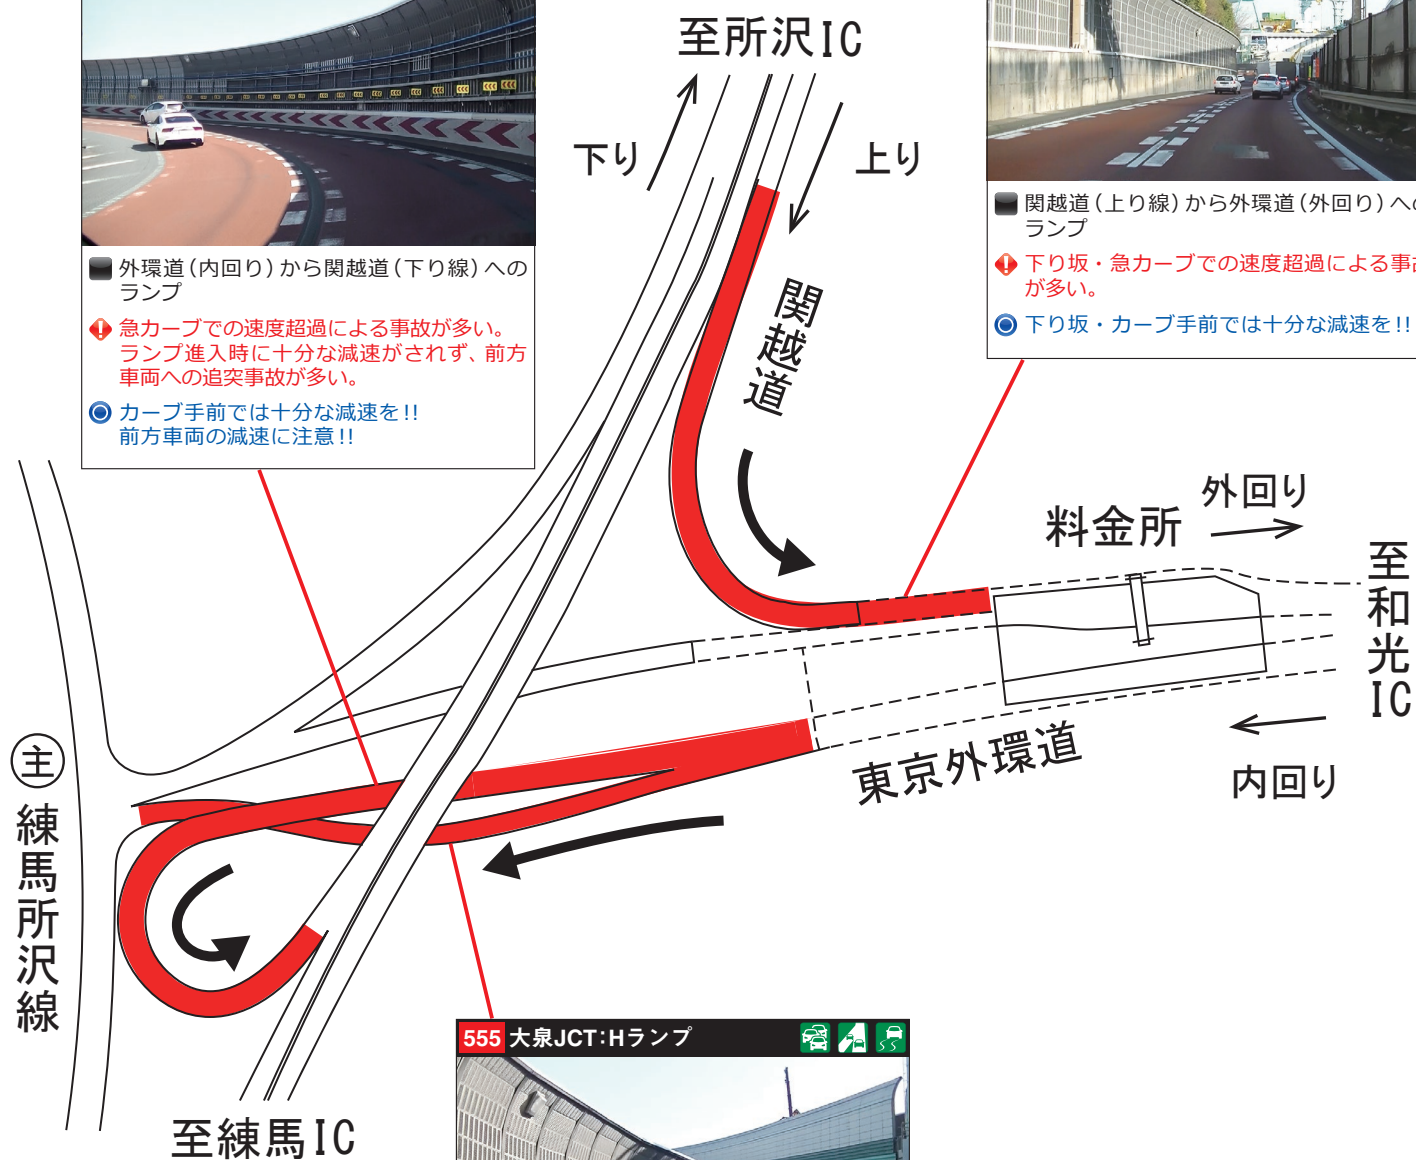 至所沢IC
下り
上り
関越道
外環道(内回り)から関越道(下り線)への
ランプ
急カーブでの速度超過による事故が多い。
ランプ進入時に十分な減速がされず、前方
車両への追突事故が多い。
カーブ手前では十分な減速を!!
前方車両の減速に注意!!
関越道(上り線)から外環道(外回り)への
ランプ
下り坂・急カーブでの速度超過による事故
が多い。
下り坂・カーブ手前では十分な減速を!!
料金所
外回り
至和光IC
東京外環道
内回り
主
練馬所沢線
至練馬IC
555 大泉JCT:Hランプ